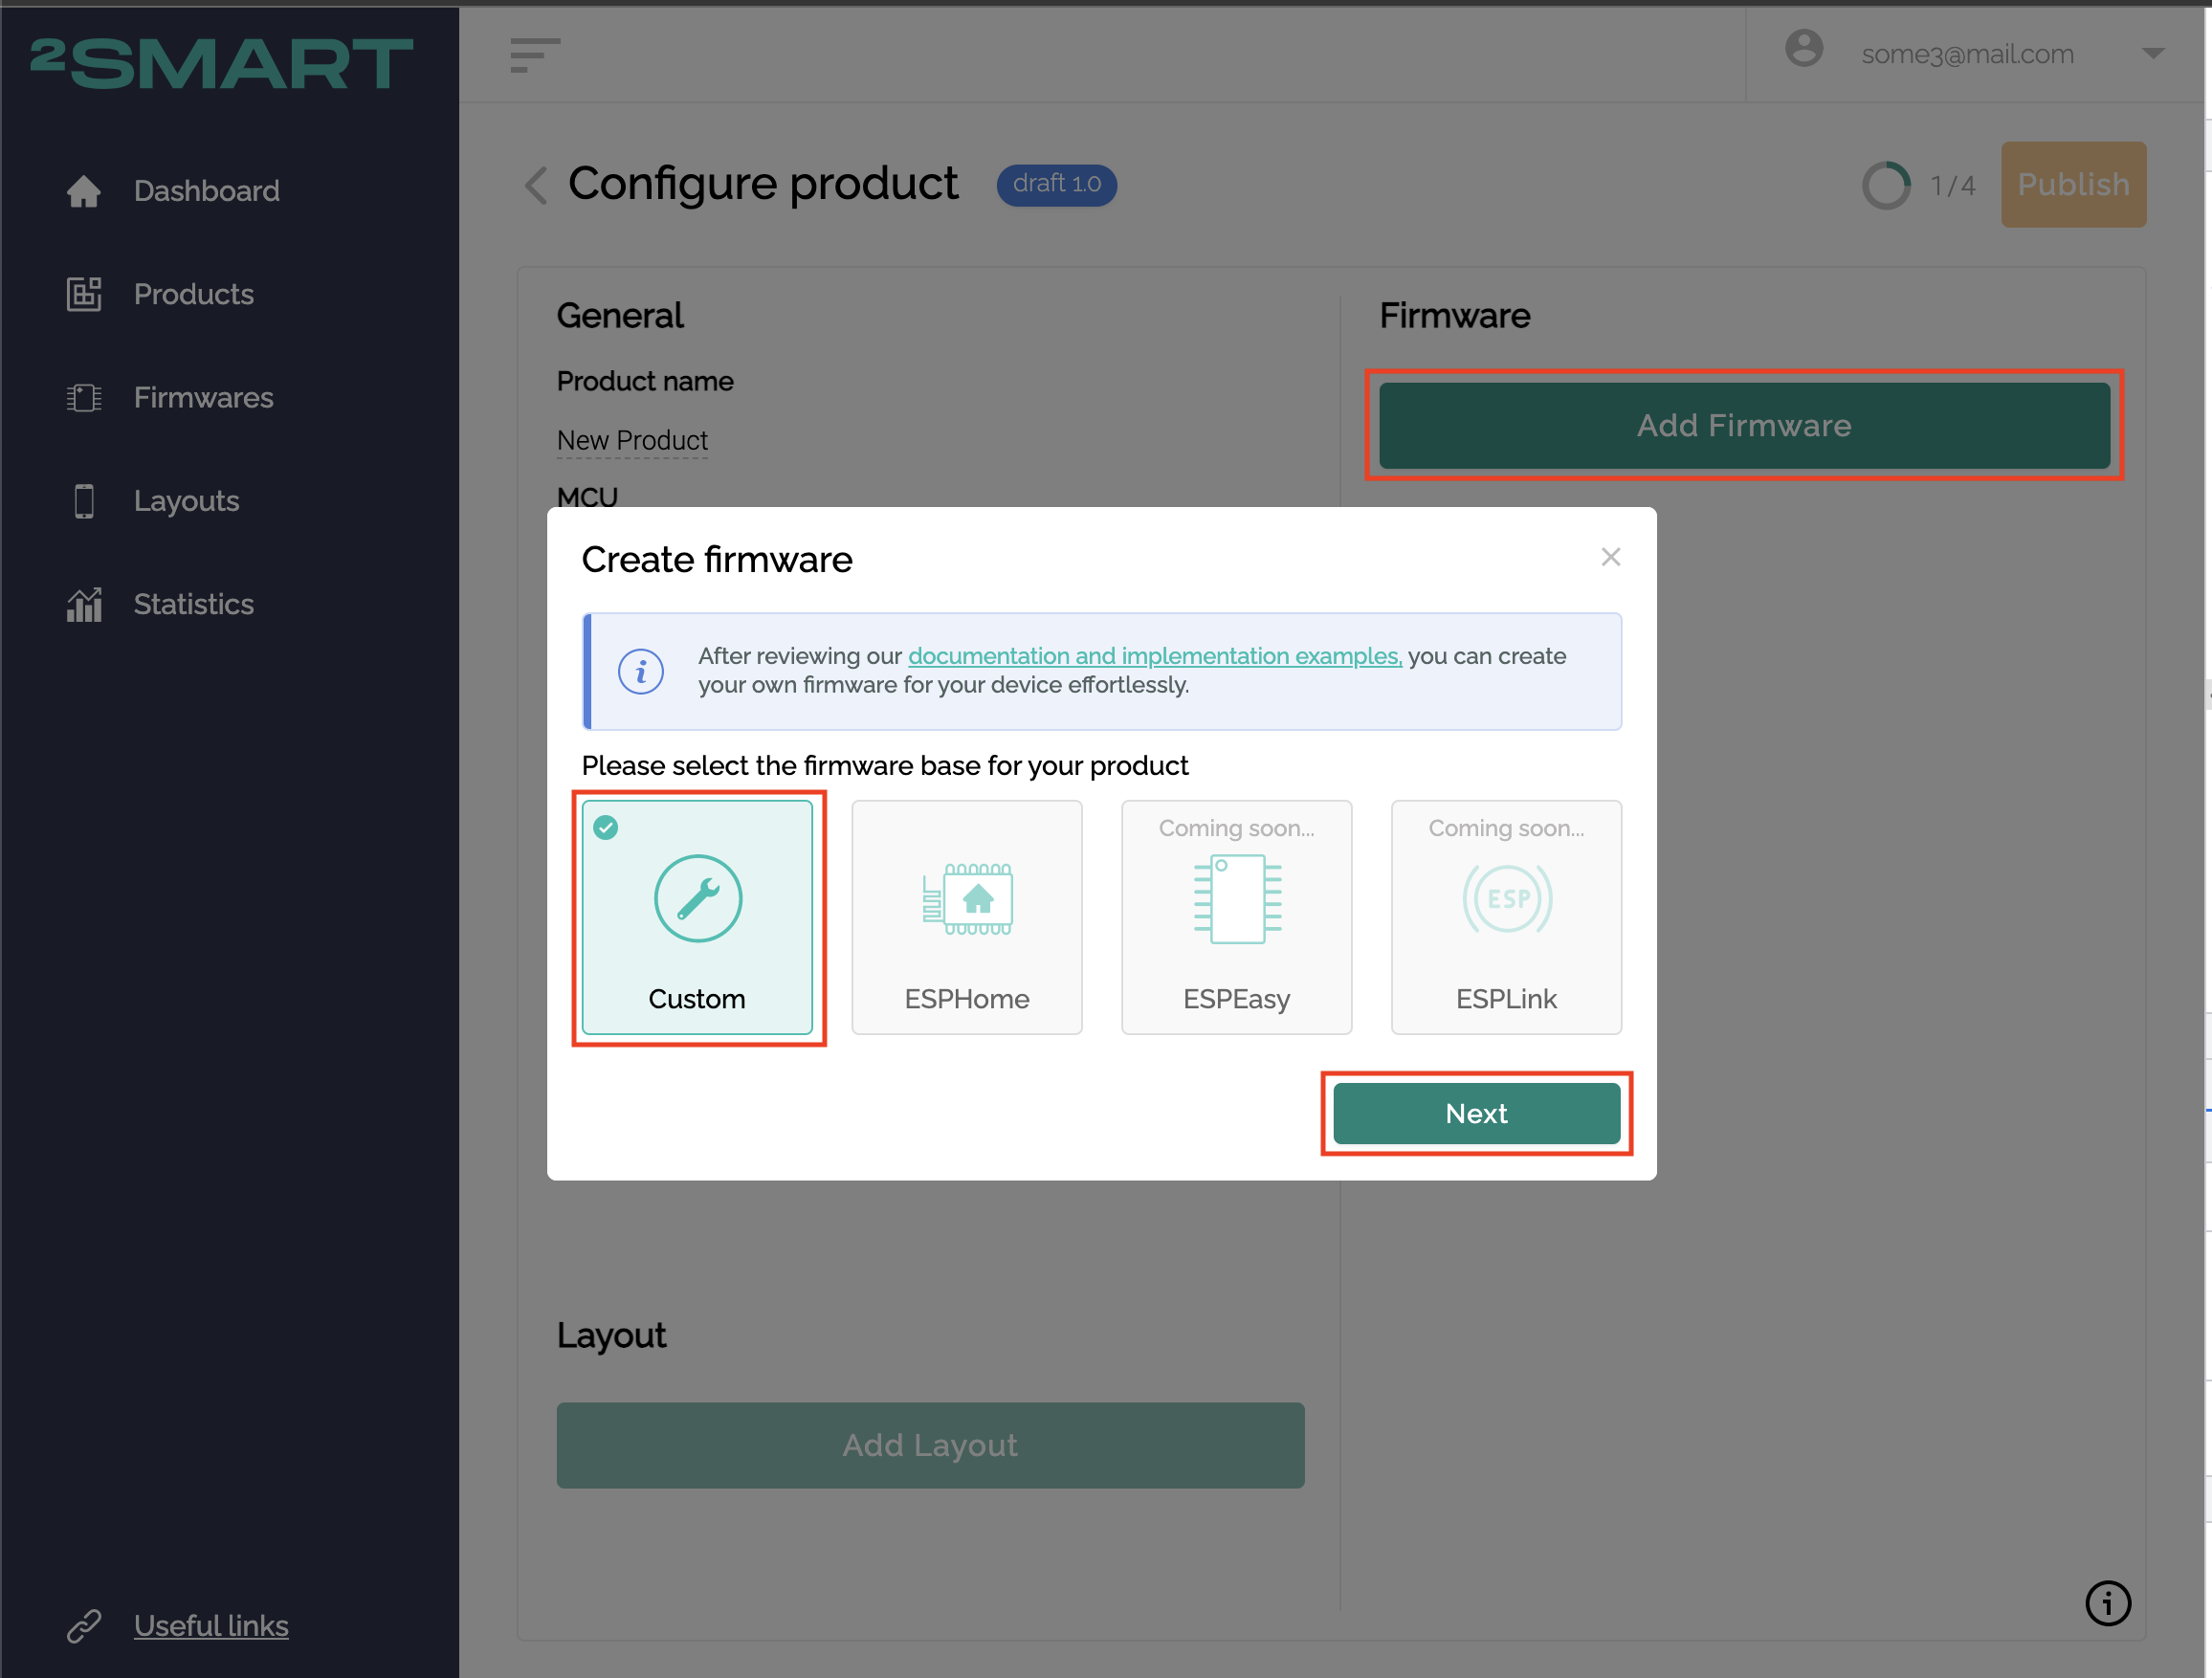 ²SMART
some3@mail.com
Dashboard
Products
Firmwares
Layouts
Statistics
Useful links
Configure product
draft 1.0
1/4
Publish
General
Product name
New Product
MCU
Firmware
Add Firmware
Create firmware
After reviewing our documentation and implementation examples, you can create
your own firmware for your device effortlessly.
Please select the firmware base for your product
Custom
ESPHome
Coming soon...
ESPEasy
Coming soon...
ESP
ESPLink
Next
Layout
Add Layout